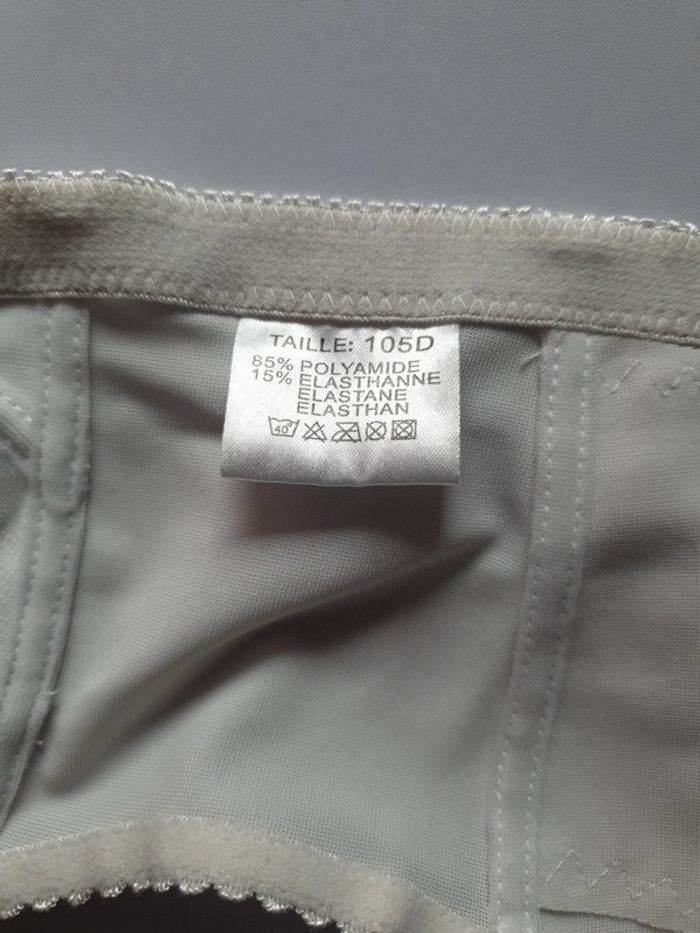 TAILLE: 105D
85% POLYAMIDE
15% ELASTHANNE
ELASTANE
ELASTHAN
40°